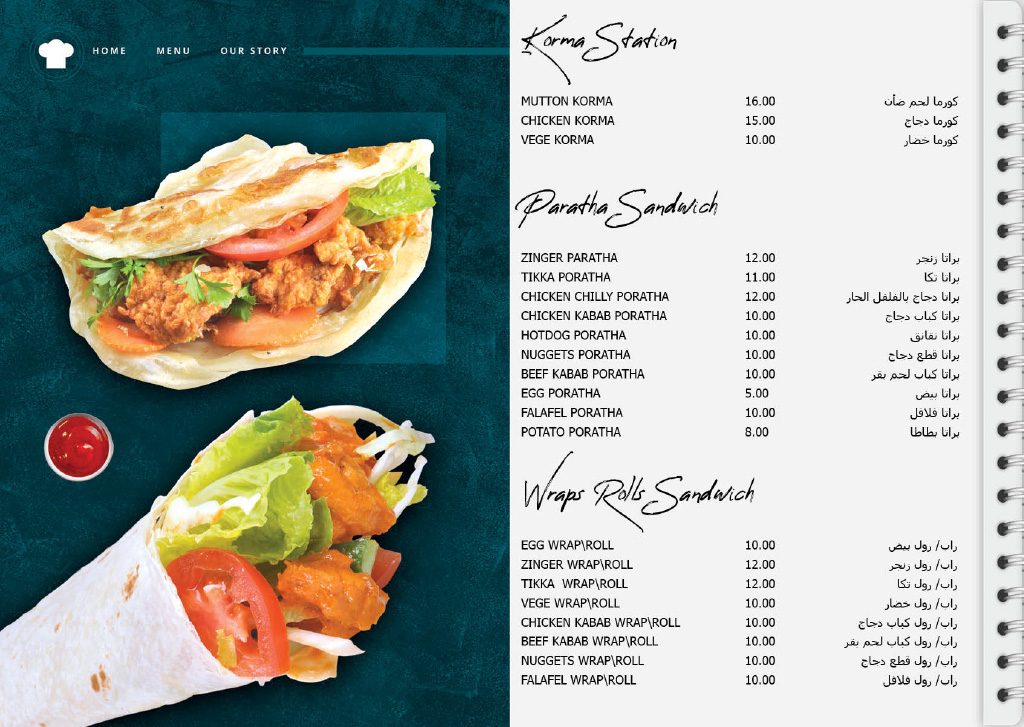 HOME MENU OUR STORY
Korma Station
MUTTON KORMA 16.00 كورما لحم ضأن
CHICKEN KORMA 15.00 كورما دجاج
VEGE KORMA 10.00 كورما خضار
Paratha Sandwich
ZINGER PARATHA 12.00 براتا زنجر
TIKKA PORATHA 11.00 براتا تكا
CHICKEN CHILLY PORATHA 12.00 براتا دجاج بالفلفل الحار
CHICKEN KABAB PORATHA 10.00 براتا كباب دجاج
HOTDOG PORATHA 10.00 براتا نقانق
NUGGETS PORATHA 10.00 براتا قطع دجاج
BEEF KABAB PORATHA 10.00 براتا كباب لحم بقر
EGG PORATHA 5.00 براتا بيض
FALAFEL PORATHA 10.00 براتا فلافل
POTATO PORATHA 8.00 براتا بطاطا
Wraps Rolls Sandwich
EGG WRAP\ROLL 10.00 راب/ رول بيض
ZINGER WRAP\ROLL 12.00 راب/ رول زنجر
TIKKA WRAP\ROLL 12.00 راب/ رول تكا
VEGE WRAP\ROLL 10.00 راب/ رول خضار
CHICKEN KABAB WRAP\ROLL 10.00 راب/ رول كباب دجاج
BEEF KABAB WRAP\ROLL 10.00 راب/ رول كباب لحم بقر
NUGGETS WRAP\ROLL 10.00 راب/ رول قطع دجاج
FALAFEL WRAP\ROLL 10.00 راب/ رول فلافل